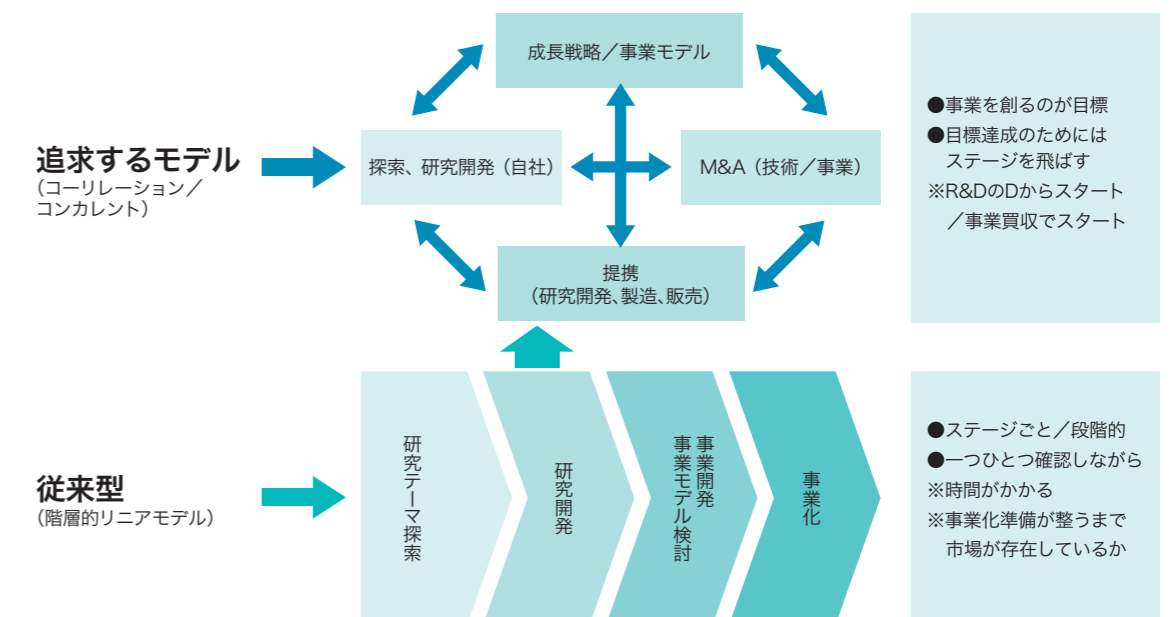 追求するモデル
（コーリレーション／
コンカレント）
成長戦略／事業モデル
探索、研究開発（自社）
M&A（技術／事業）
提携
（研究開発、製造、販売）
●事業を創るのが目標
●目標達成のためには
ステージを飛ばす
※R&DのDからスタート
／事業買収でスタート
従来型
（階層的リニアモデル）
研究テーマ探索
研究開発
事業開発
事業モデル検討
事業化
●ステージごと／段階的
●一つひとつ確認しながら
※時間がかかる
※事業化準備が整うまで
市場が存在しているか